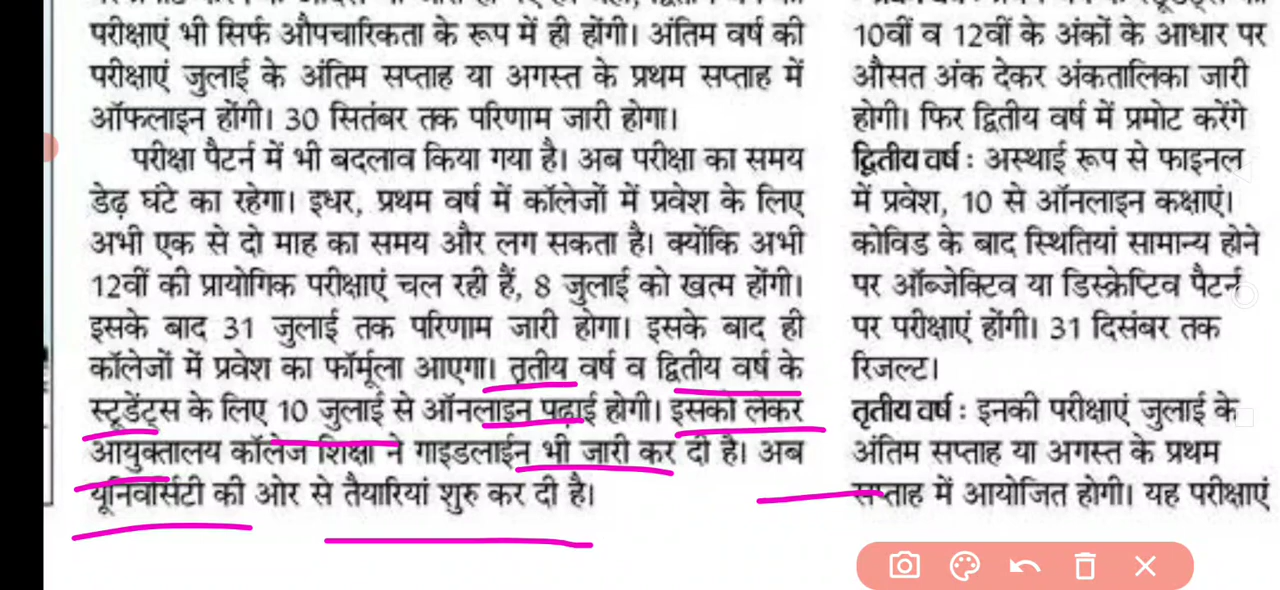 परीक्षाएं भी सिर्फ औपचारिकता के रूप में ही होंगी। अंतिम वर्ष की
परीक्षाएं जुलाई के अंतिम सप्ताह या अगस्त के प्रथम सप्ताह में
ऑफलाइन होंगी। 30 सितंबर तक परिणाम जारी होगा।
परीक्षा पैटर्न में भी बदलाव किया गया है। अब परीक्षा का समय
डेढ़ घंटे का रहेगा। इधर, प्रथम वर्ष में कॉलेजों में प्रवेश के लिए
अभी एक से दो माह का समय और लग सकता है। क्योंकि अभी
12वीं की प्रायोगिक परीक्षाएं चल रही हैं, 8 जुलाई को खत्म होंगी।
इसके बाद 31 जुलाई तक परिणाम जारी होगा। इसके बाद ही
कॉलेजों में प्रवेश का फॉर्मूला आएगा। तृतीय वर्ष व द्वितीय वर्ष के
स्टूडेंट्स के लिए 10 जुलाई से ऑनलाइन पढ़ाई होगी। इसको लेकर
आयुक्तालय कॉलेज शिक्षा ने गाइडलाईन भी जारी कर दी है। अब
यूनिवर्सिटी की ओर से तैयारियां शुरु कर दी है।
10वीं व 12वीं के अंकों के आधार पर
औसत अंक देकर अंकतालिका जारी
होगी। फिर द्वितीय वर्ष में प्रमोट करेंगे
द्वितीय वर्ष : अस्थाई रूप से फाइनल
में प्रवेश, 10 से ऑनलाइन कक्षाएं।
कोविड के बाद स्थितियां सामान्य होने
पर ऑब्जेक्टिव या डिस्क्रेप्टिव पैटर्न
पर परीक्षाएं होंगी। 31 दिसंबर तक
रिजल्ट।
तृतीय वर्ष : इनकी परीक्षाएं जुलाई के
अंतिम सप्ताह या अगस्त के प्रथम
सप्ताह में आयोजित होगी। यह परीक्षाएं